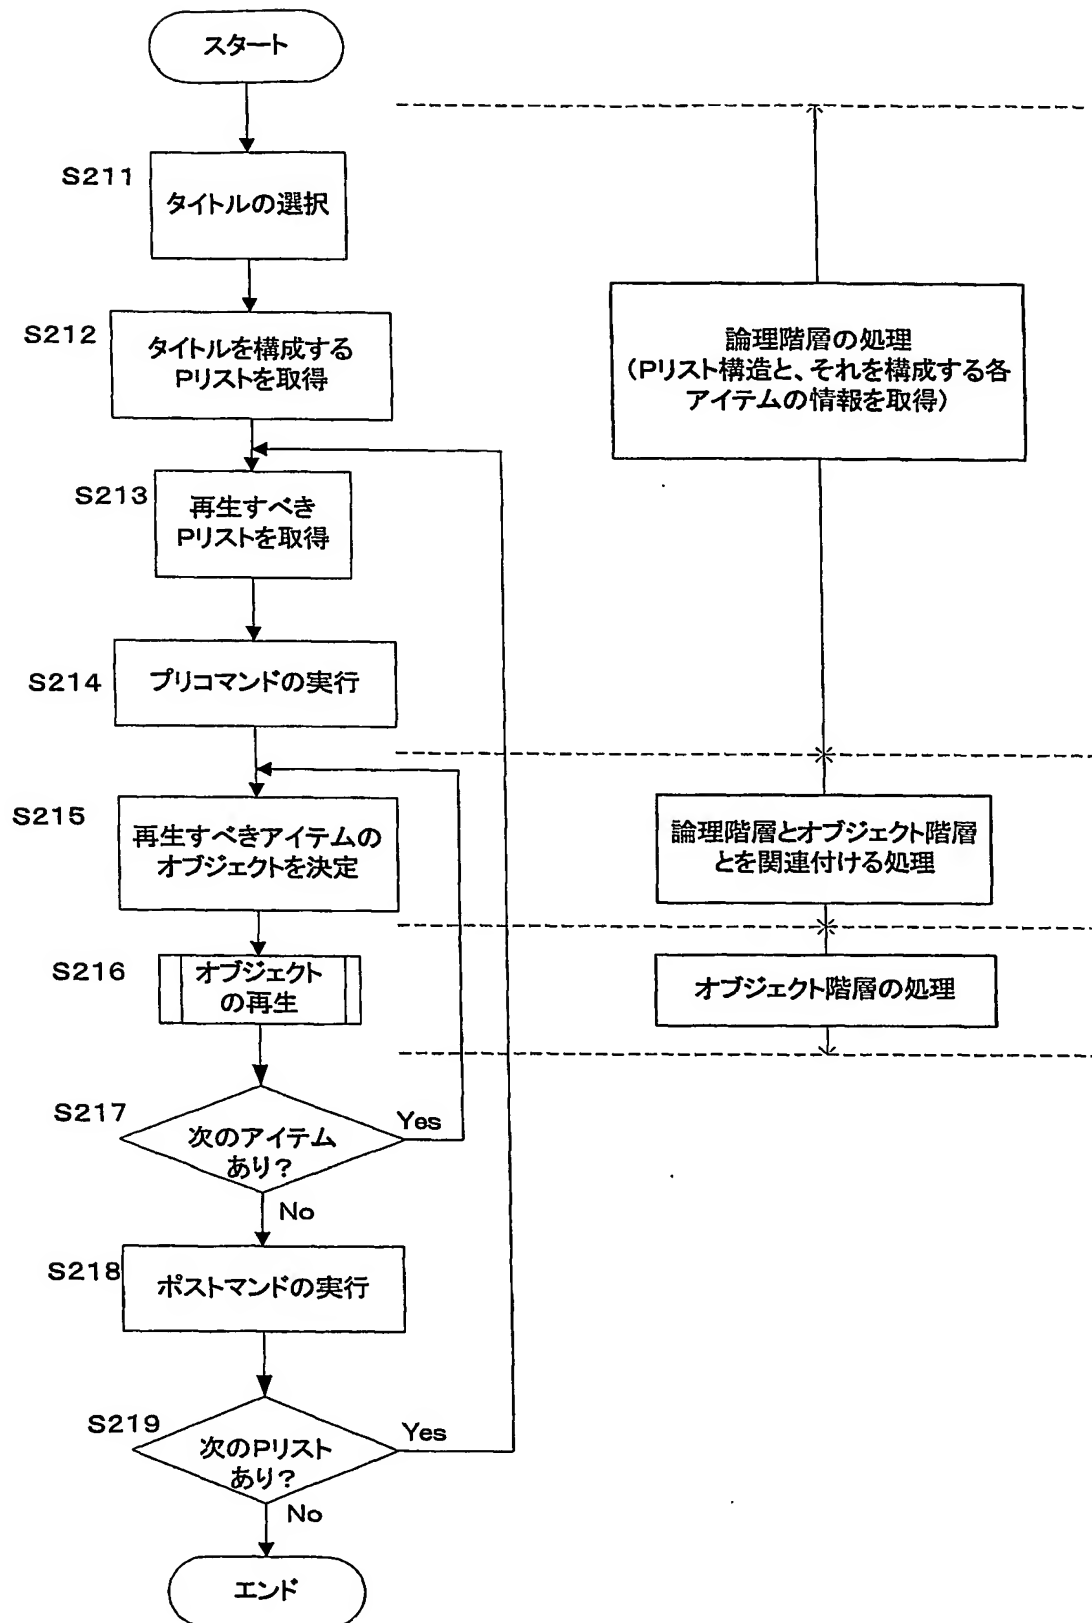 スタート
S211
タイトルの選択
S212
タイトルを構成する
Pリストを取得
論理階層の処理
(Pリスト構造と、それを構成する各
アイテムの情報を取得)
S213
再生すべき
Pリストを取得
S214
プリコマンドの実行
S215
再生すべきアイテムの
オブジェクトを決定
論理階層とオブジェクト階層
とを関連付ける処理
S216
オブジェクト
の再生
オブジェクト階層の処理
S217
次のアイテム
あり?
Yes
No
S218
ポストマンドの実行
S219
次のPリスト
あり?
Yes
No
エンド